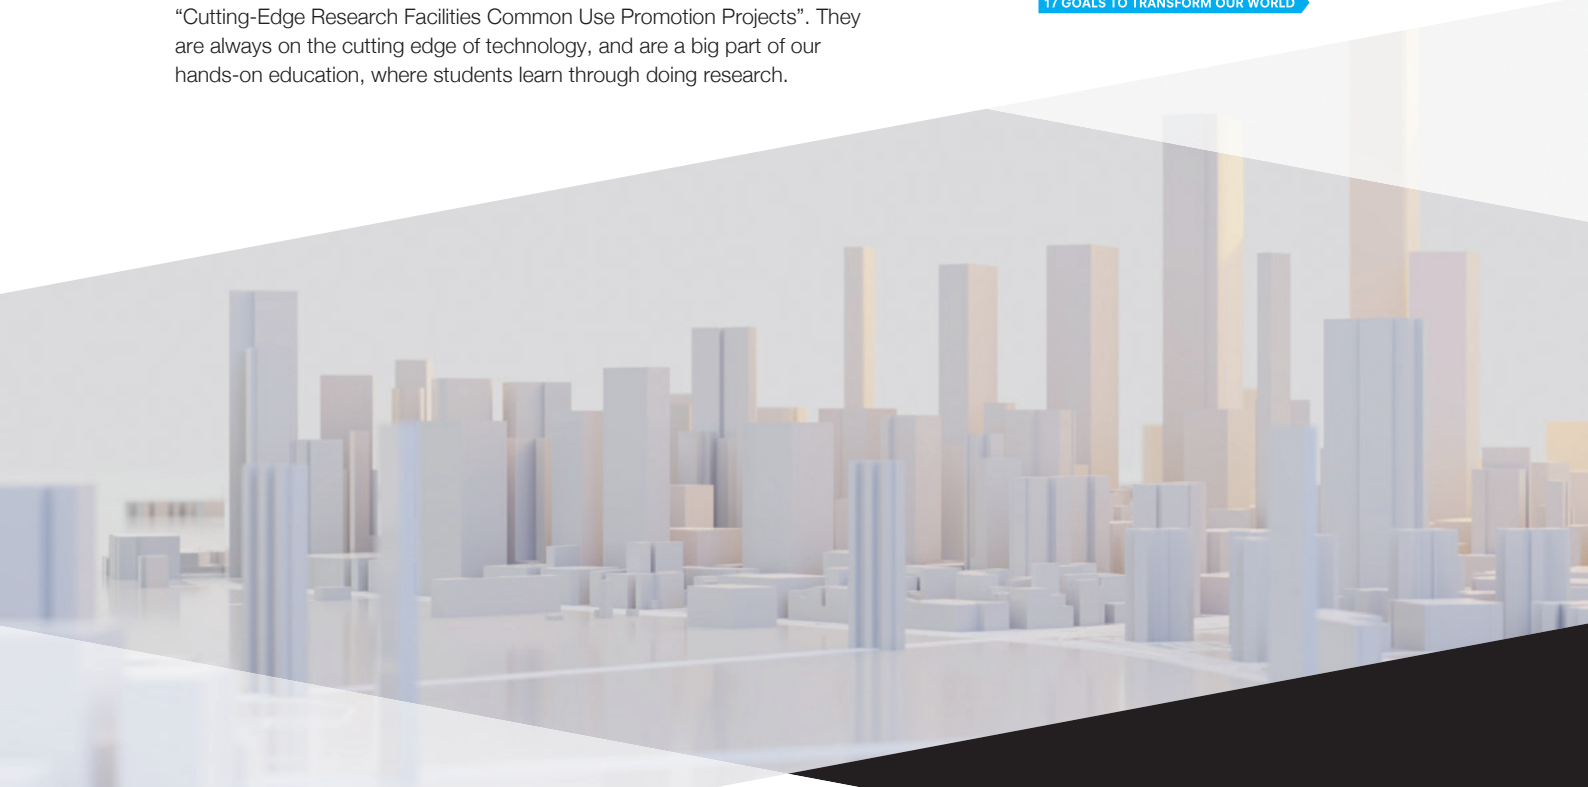 “Cutting-Edge Research Facilities Common Use Promotion Projects”. They
are always on the cutting edge of technology, and are a big part of our
hands-on education, where students learn through doing research.
17 GOALS TO TRANSFORM OUR WORLD